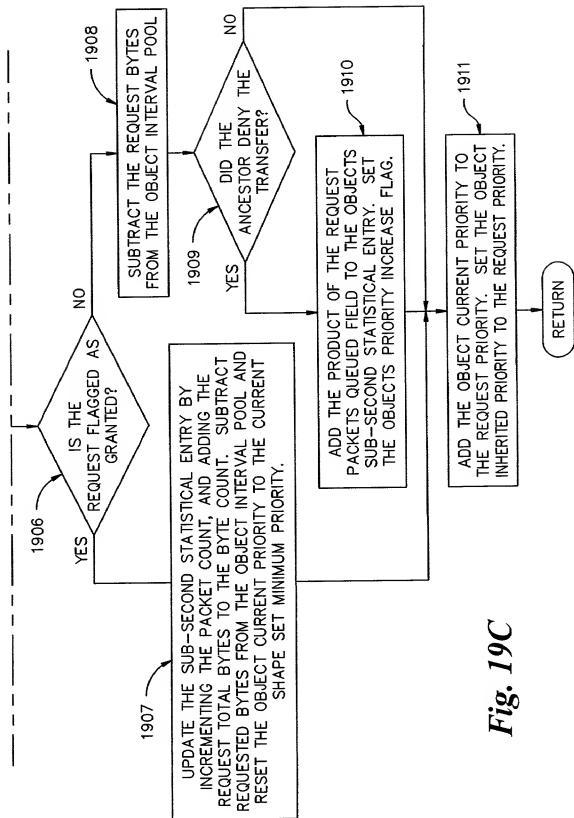 1906
IS THE
REQUEST FLAGGED AS
GRANTED?
YES
NO
1907
UPDATE THE SUB-SECOND STATISTICAL ENTRY BY
INCREMENTING THE PACKET COUNT, AND ADDING THE
REQUEST TOTAL BYTES TO THE BYTE COUNT. SUBTRACT
REQUESTED BYTES FROM THE OBJECT INTERVAL POOL AND
RESET THE OBJECT CURRENT PRIORITY TO THE CURRENT
SHAPE SET MINIMUM PRIORITY.
1908
SUBTRACT THE REQUEST BYTES
FROM THE OBJECT INTERVAL POOL
1909
DID THE
ANCESTOR DENY THE
TRANSFER?
YES
NO
1910
ADD THE PRODUCT OF THE REQUEST
PACKETS QUEUED FIELD TO THE OBJECTS
SUB-SECOND STATISTICAL ENTRY. SET
THE OBJECTS PRIORITY INCREASE FLAG.
1911
ADD THE OBJECT CURRENT PRIORITY TO
THE REQUEST PRIORITY. SET THE OBJECT
INHERITED PRIORITY TO THE REQUEST PRIORITY.
RETURN
Fig. 19C